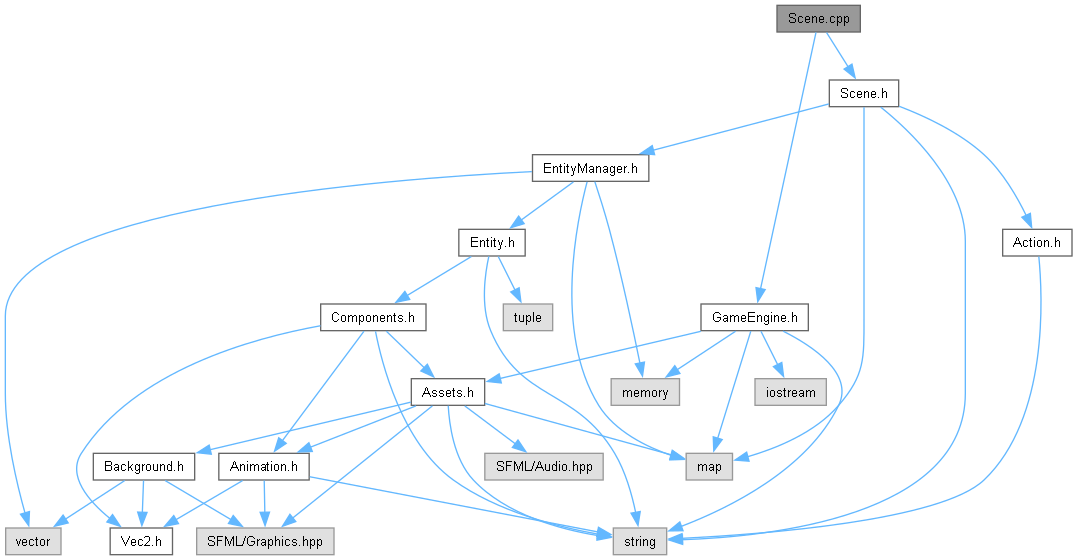 Scene.cpp
Scene.h
EntityManager.h
Entity.h
Action.h
Components.h
tuple
GameEngine.h
Assets.h
memory
iostream
Background.h
Animation.h
SFML/Audio.hpp
map
vector
Vec2.h
SFML/Graphics.hpp
string